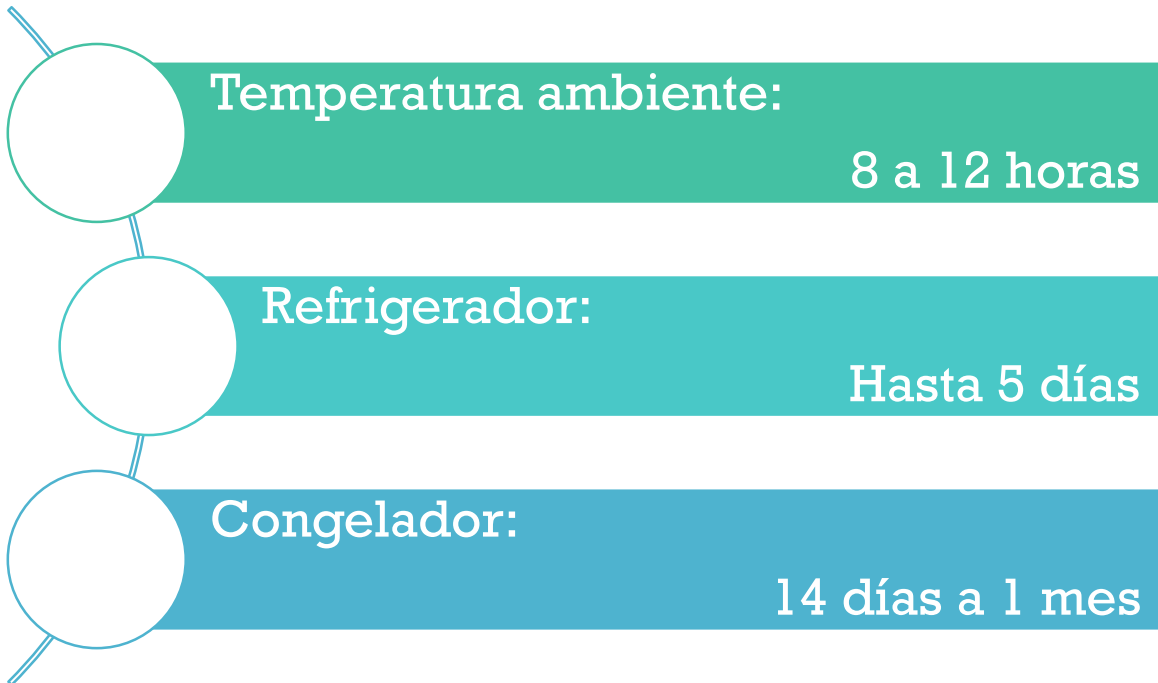 Temperatura ambiente:
8 a 12 horas
Refrigerador:
Hasta 5 días
Congelador:
14 días a 1 mes